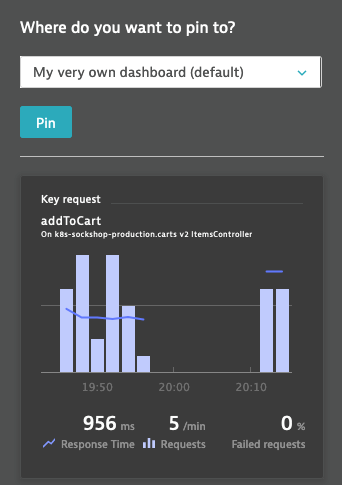 Where do you want to pin to?
My very own dashboard (default)
Pin
Key request
addToCart
On k8s-sockshop-production.carts v2 ItemsController
19:50 20:00 20:10
956 ms 5 /min 0 %
Response Time Requests Failed requests